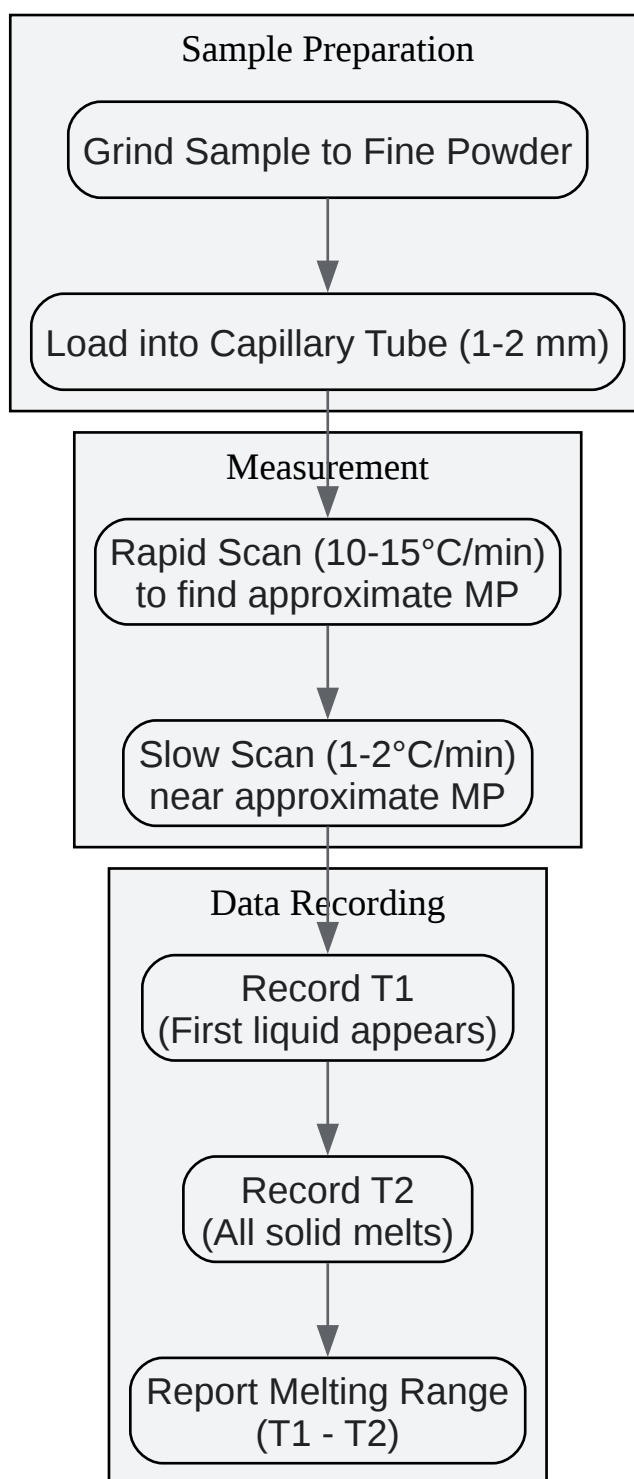 Sample Preparation
Grind Sample to Fine Powder
Load into Capillary Tube (1-2 mm)
Measurement
Rapid Scan (10-15°C/min)
to find approximate MP
Slow Scan (1-2°C/min)
near approximate MP
Data Recording
Record T1
(First liquid appears)
Record T2
(All solid melts)
Report Melting Range
(T1 - T2)